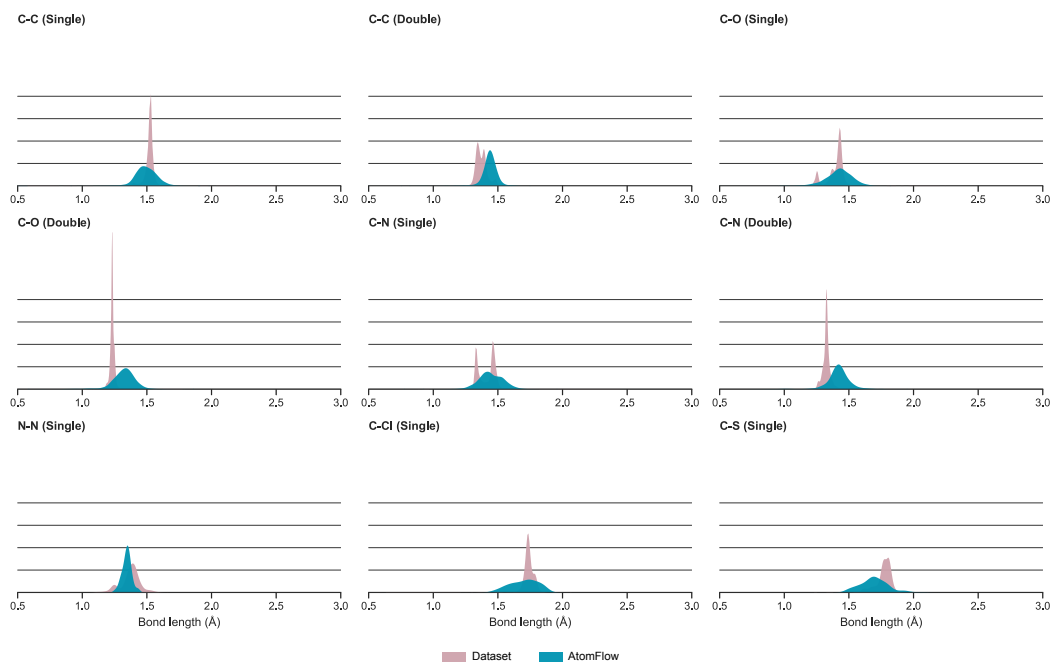 C-C (Single) C-C (Double) C-O (Single)
0.5 1.0 1.5 2.0 2.5 3.0 0.5 1.0 1.5 2.0 2.5 3.0 0.5 1.0 1.5 2.0 2.5 3.0
C-O (Double) C-N (Single) C-N (Double)
0.5 1.0 1.5 2.0 2.5 3.0 0.5 1.0 1.5 2.0 2.5 3.0 0.5 1.0 1.5 2.0 2.5 3.0
N-N (Single) C-Cl (Single) C-S (Single)
0.5 1.0 1.5 2.0 2.5 3.0 0.5 1.0 1.5 2.0 2.5 3.0 0.5 1.0 1.5 2.0 2.5 3.0
Bond length (Å) Bond length (Å) Bond length (Å)
Dataset AtomFlow